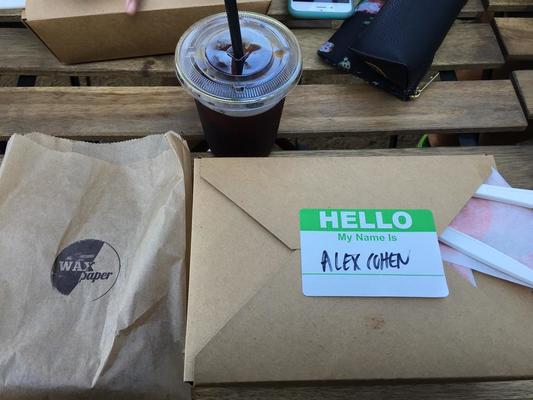 WAX
paper
HELLO
My Name Is
ALEX COHEN